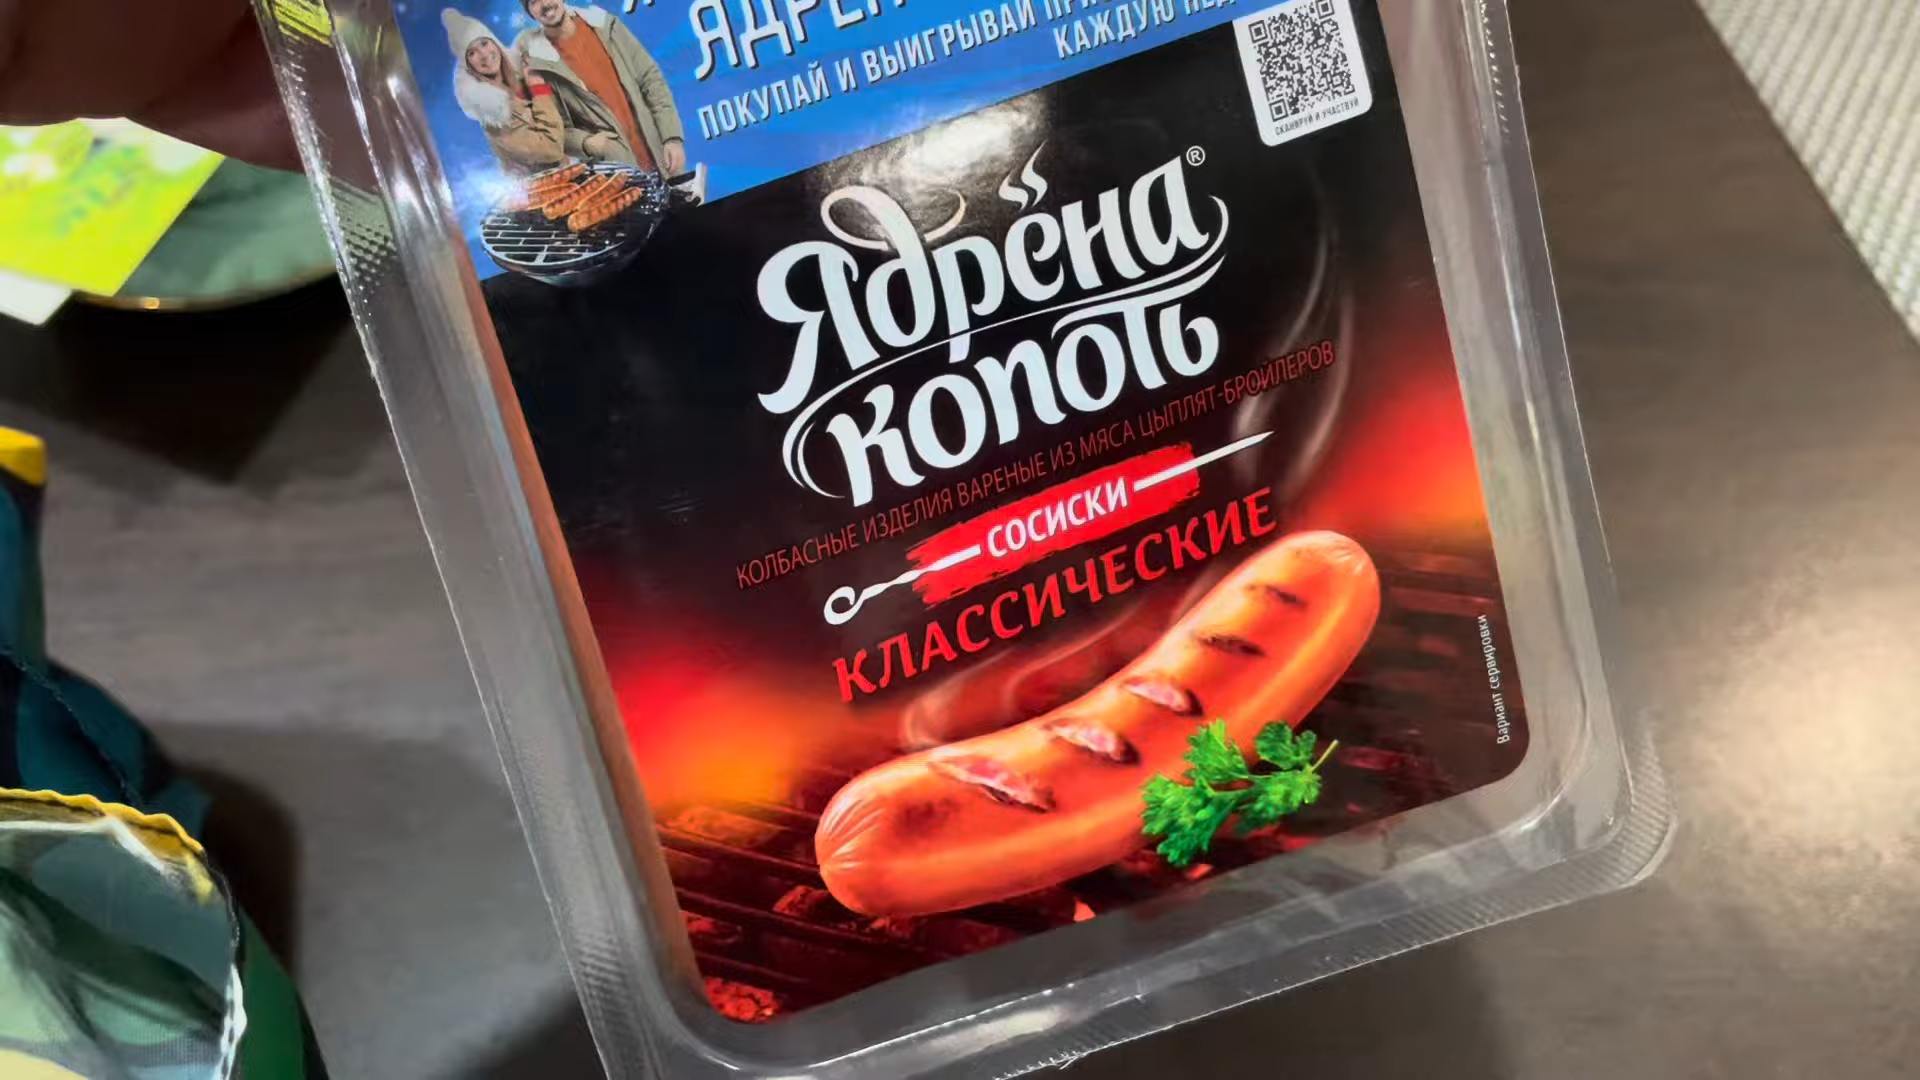 ПОКУПАЙ И ВЫИГРЫВАЙ
КАЖДУЮ
СКАНИРУЙ И УЧАСТВУЙ
Ядрёна®
копоть
КОЛБАСНЫЕ ИЗДЕЛИЯ ВАРЕНЫЕ ИЗ МЯСА ЦЫПЛЯТ-БРОЙЛЕРОВ
СОСИСКИ
КЛАССИЧЕСКИЕ
Вариант сервировки